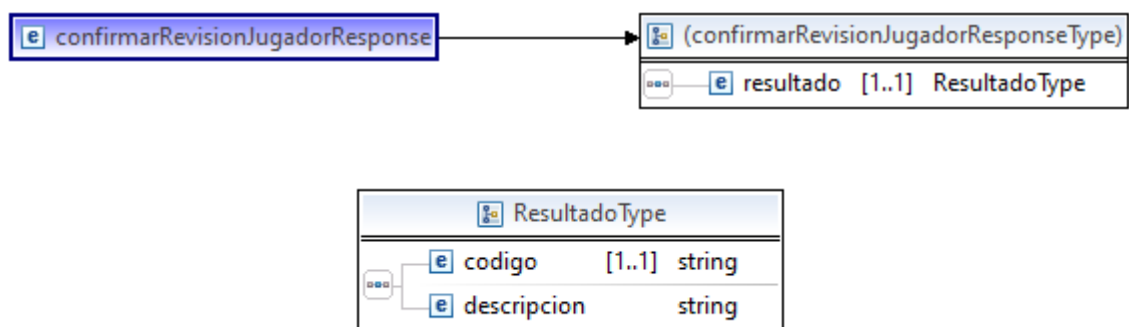 e confirmarRevisionJugadorResponse
(confirmarRevisionJugadorResponseType)
e resultado [1..1] ResultadoType
ResultadoType
e codigo [1..1] string
e descripcion string